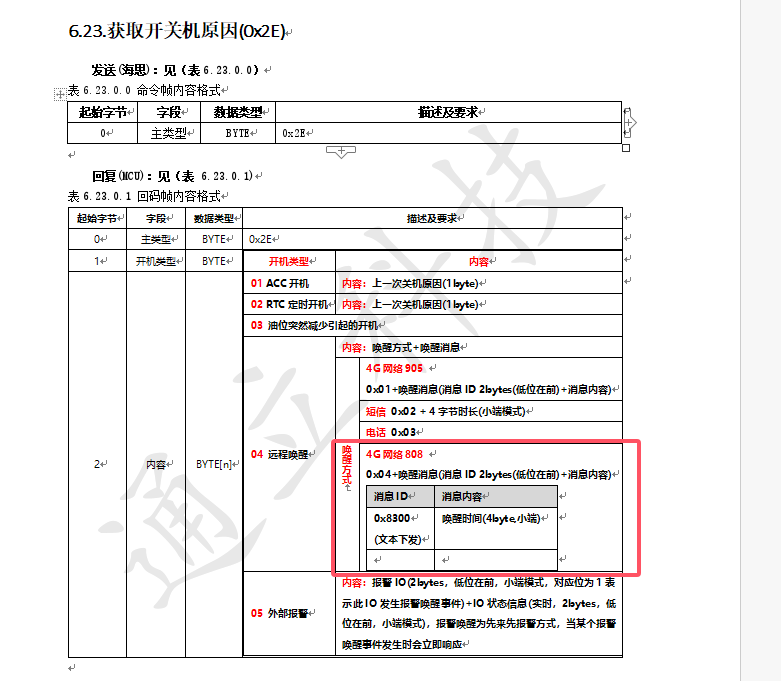 6.23.获取开关机原因(0x2E)
发送(海思)：见（表 6.23.0.0）
表 6.23.0.0 命令帧内容格式
起始字节 字段 数据类型 描述及要求
0 主类型 BYTE 0x2E
回复(MCU)：见（表 6.23.0.1)
表 6.23.0.1 回码帧内容格式
起始字节 字段 数据类型 描述及要求
0 主类型 BYTE 0x2E
1 开机类型 BYTE 开机类型 内容
01 ACC 开机 内容：上一次关机原因(1byte)
02 RTC 定时开机 内容：上一次关机原因(1byte)
03 油位突然减少引起的开机
内容：唤醒方式+唤醒消息
4G 网络 905
0x01+唤醒消息(消息 ID 2bytes(低位在前)+消息内容)
短信 0x02 + 4 字节时长(小端模式)
电话 0x03
2 内容 BYTE[n] 04 远程唤醒 唤醒方式 4G 网络 808
0x04+唤醒消息(消息 ID 2bytes(低位在前)+消息内容)
消息 ID 消息内容
0x8300 唤醒时间(4byte,小端)
(文本下发)
05 外部报警 内容：报警 IO(2bytes，低位在前，小端模式，对应位为 1 表
示此 IO 发生报警唤醒事件)+IO 状态信息(实时，2bytes，低
位在前，小端模式)，报警唤醒为先来先报警方式，当某个报警
唤醒事件发生时会立即响应
通立科技